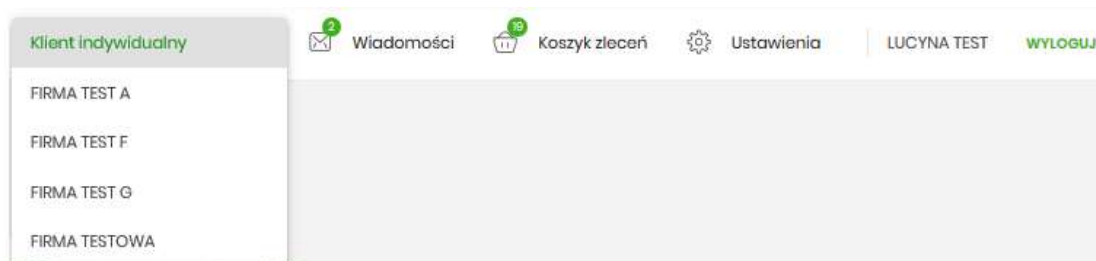 Klient indywidualny
2 Wiadomości 19 Koszyk zleceń Ustawienia LUCYNA TEST WYLOGUJ
FIRMA TEST A
FIRMA TEST F
FIRMA TEST G
FIRMA TESTOWA